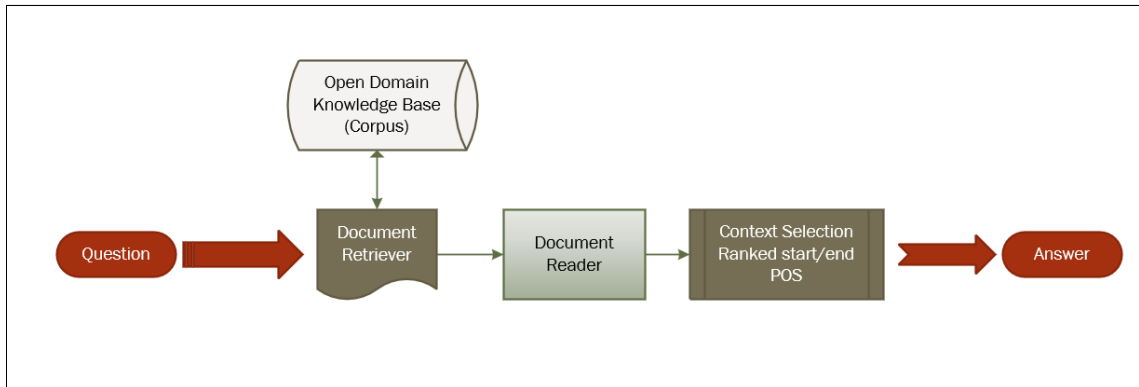 Open Domain
Knowledge Base
(Corpus)
Question
Document
Retriever
Document
Reader
Context Selection
Ranked start/end
POS
Answer